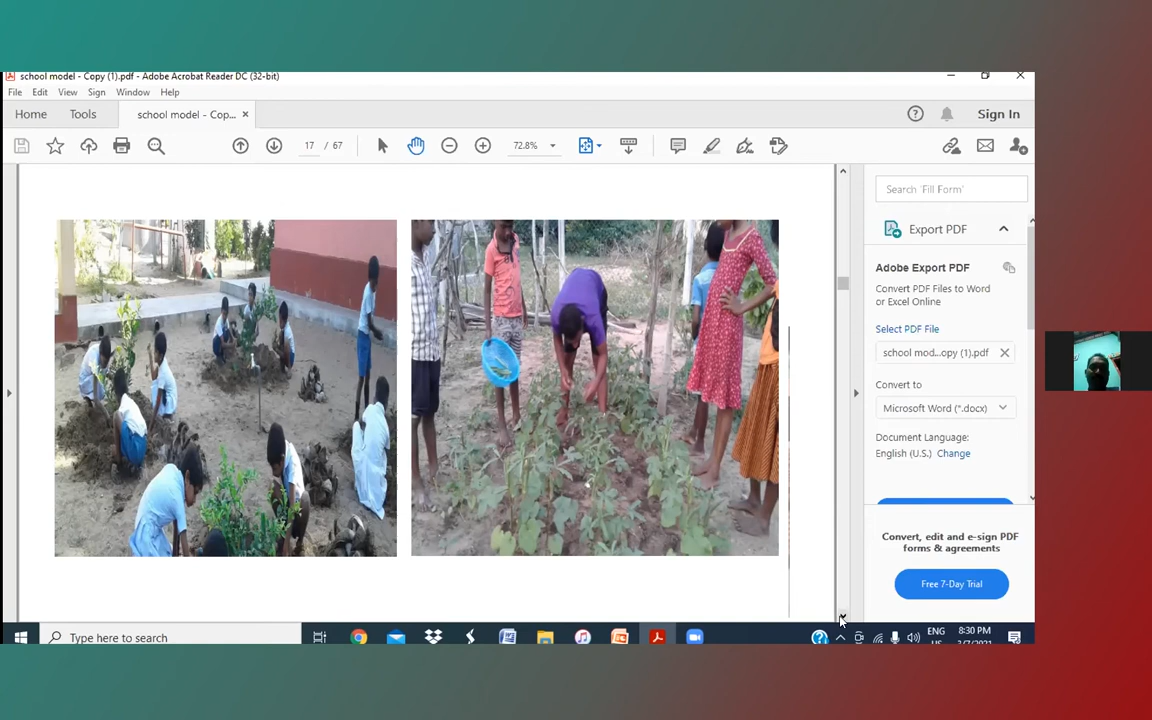 school model - Copy (1).pdf - Adobe Acrobat Reader DC (32-bit)
File Edit View Sign Window Help
Home Tools school model - Cop... × Sign In
17 / 67 72.8%
Search 'Fill Form'
Export PDF
Adobe Export PDF
Convert PDF Files to Word
or Excel Online
Select PDF File
school mod...opy (1).pdf
Convert to
Microsoft Word (*.docx)
Document Language:
English (U.S.) Change
Convert, edit and e-sign PDF
forms & agreements
Free 7-Day Trial
Type here to search
ENG
8:30 PM